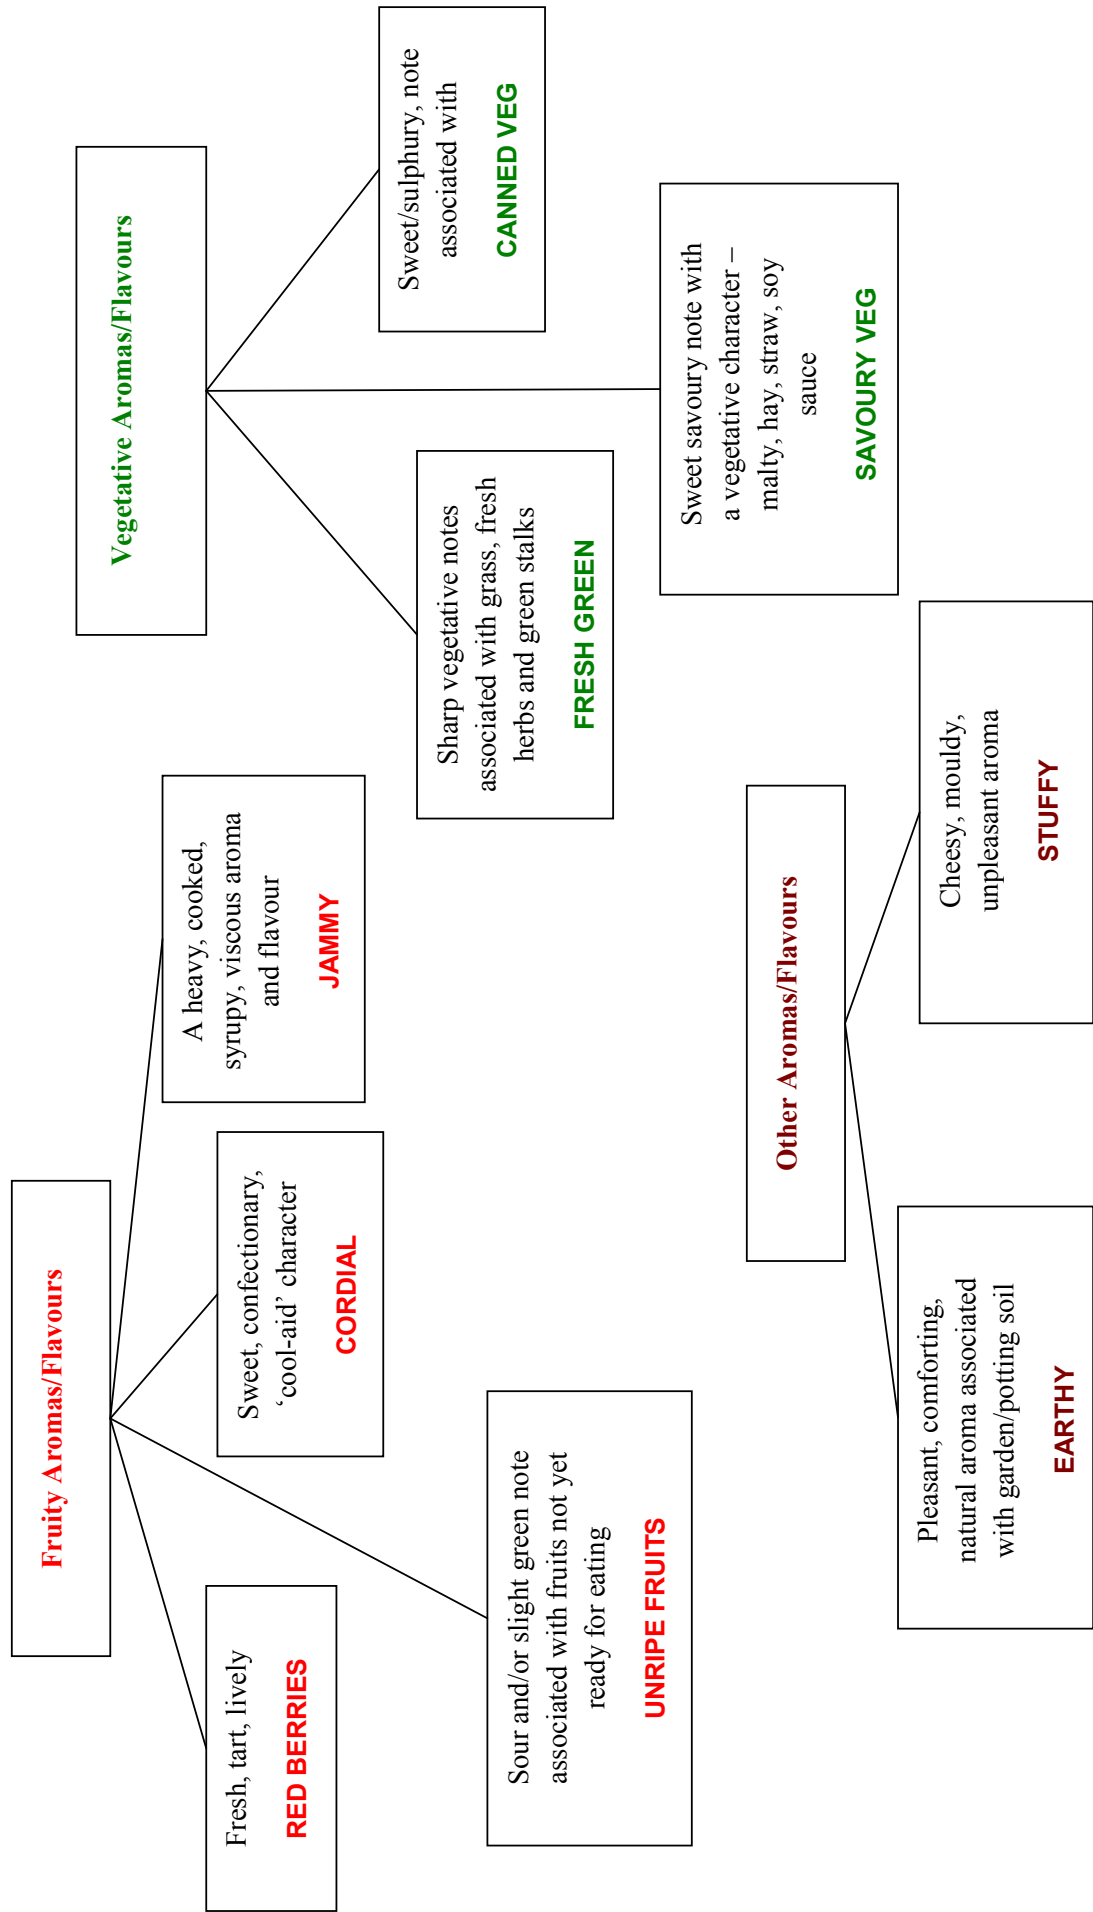 Fruity Aromas/Flavours
Fresh, tart, lively
RED BERRIES
Sour and/or slight green note
associated with fruits not yet
ready for eating
UNRIPE FRUITS
Sweet, confectionary,
‘cool-aid’ character
CORDIAL
A heavy, cooked,
syrupy, viscous aroma
and flavour
JAMMY
Vegetative Aromas/Flavours
Sharp vegetative notes
associated with grass, fresh
herbs and green stalks
FRESH GREEN
Sweet savoury note with
a vegetative character –
malty, hay, straw, soy
sauce
SAVOURY VEG
Sweet/sulphury, note
associated with
CANNED VEG
Other Aromas/Flavours
Pleasant, comforting,
natural aroma associated
with garden/potting soil
EARTHY
Cheesy, mouldy,
unpleasant aroma
STUFFY